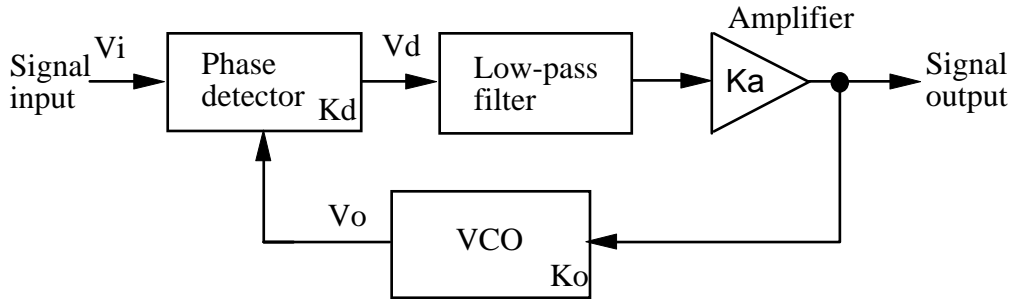 Amplifier
Vi
Signal
input
Phase
detector
Kd
Vd
Low-pass
filter
Ka
Signal
output
Vo
VCO
Ko